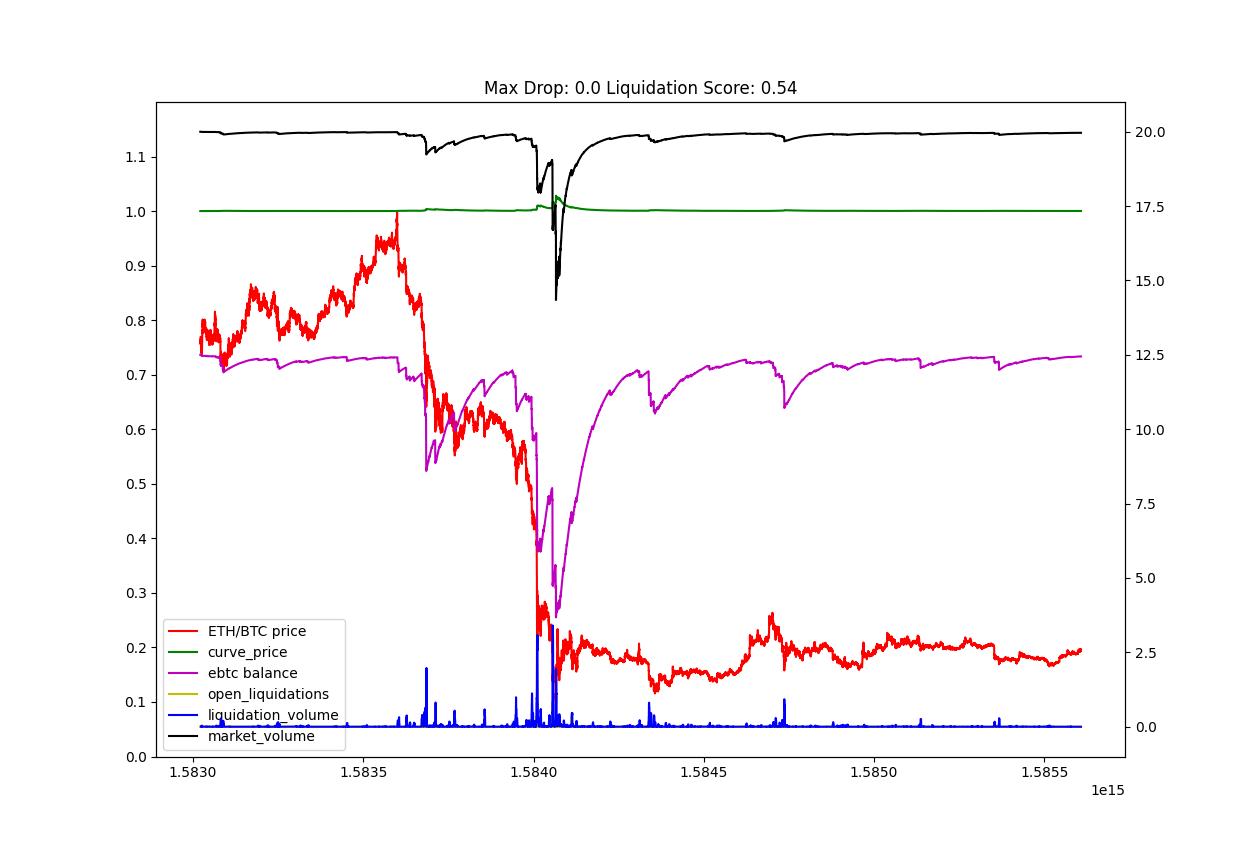 Max Drop: 0.0 Liquidation Score: 0.54
1.1
1.0
0.9
0.8
0.7
0.6
0.5
0.4
0.3
0.2
0.1
0.0
20.0
17.5
15.0
12.5
10.0
7.5
5.0
2.5
0.0
ETH/BTC price
curve_price
ebtc balance
open_liquidations
liquidation_volume
market_volume
1.5830 1.5835 1.5840 1.5845 1.5850 1.5855
1e15